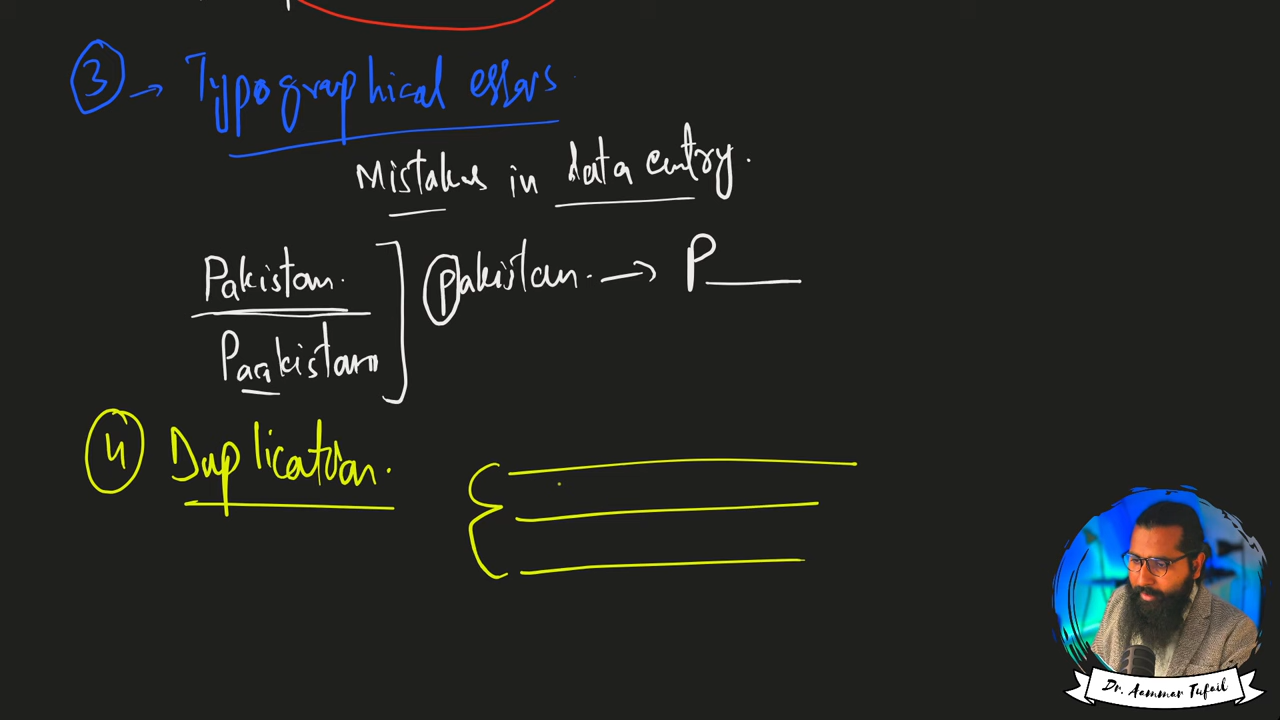 3 → Typographical errors
Mistakes in data entry.
Pakistan. pakistan. → P
Paakistan
4 Duplication.
Dr. Aammar Tufail